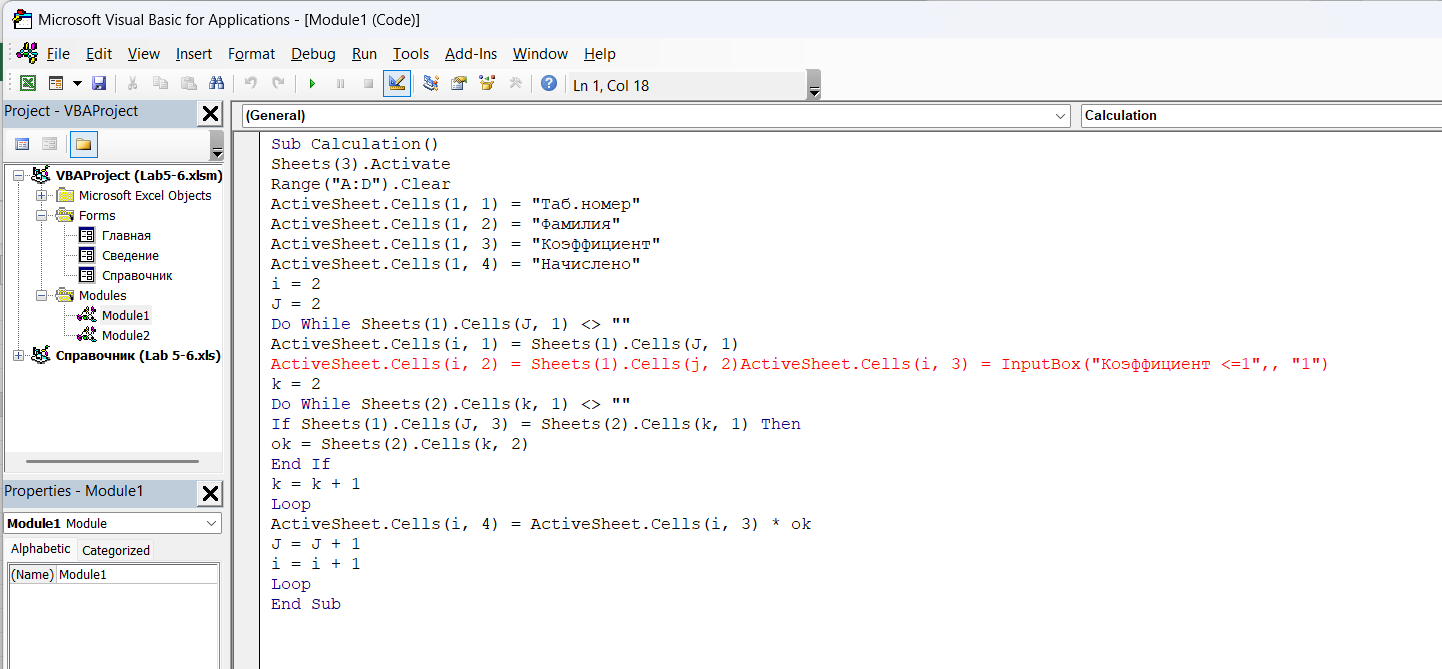 Microsoft Visual Basic for Applications - [Module1 (Code)]
File Edit View Insert Format Debug Run Tools Add-Ins Window Help
Ln 1, Col 18
Project - VBAProject
VBAProject (Lab5-6.xlsm)
Microsoft Excel Objects
Forms
Главная
Сведение
Справочник
Modules
Module1
Module2
Справочник (Lab 5-6.xls)
Properties - Module1
Module1 Module
Alphabetic Categorized
(Name) Module1
(General) Calculation
Sub Calculation()
Sheets(3).Activate
Range("A:D").Clear
ActiveSheet.Cells(1, 1) = "Таб.номер"
ActiveSheet.Cells(1, 2) = "Фамилия"
ActiveSheet.Cells(1, 3) = "Коэффициент"
ActiveSheet.Cells(1, 4) = "Начислено"
i = 2
J = 2
Do While Sheets(1).Cells(J, 1) <> ""
ActiveSheet.Cells(i, 1) = Sheets(l).Cells(J, 1)
ActiveSheet.Cells(i, 2) = Sheets(1).Cells(j, 2)ActiveSheet.Cells(i, 3) = InputBox("Коэффициент <=1",, "1")
k = 2
Do While Sheets(2).Cells(k, 1) <> ""
If Sheets(1).Cells(J, 3) = Sheets(2).Cells(k, 1) Then
ok = Sheets(2).Cells(k, 2)
End If
k = k + 1
Loop
ActiveSheet.Cells(i, 4) = ActiveSheet.Cells(i, 3) * ok
J = J + 1
i = i + 1
Loop
End Sub